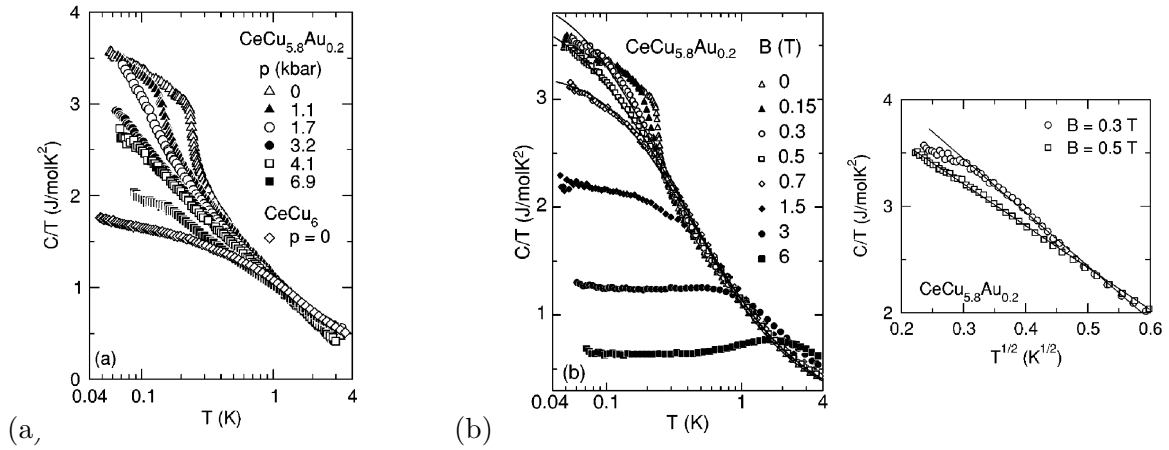 4
3
2
1
0
C/T (J/molK²)
CeCu5.8Au0.2
p (kbar)
0
1.1
1.7
3.2
4.1
6.9
CeCu6
p = 0
(a)
0.04
0.1
1
4
T (K)
(a,
3
2
1
C/T (J/molK²)
CeCu5.8Au0.2
B (T)
0
0.15
0.3
0.5
0.7
1.5
3
6
(b)
0.04
0.1
1
4
T (K)
(b)
4
3
2
C/T (J/molK²)
B = 0.3 T
B = 0.5 T
CeCu5.8Au0.2
0.2
0.3
0.4
0.5
0.6
T1/2 (K1/2)